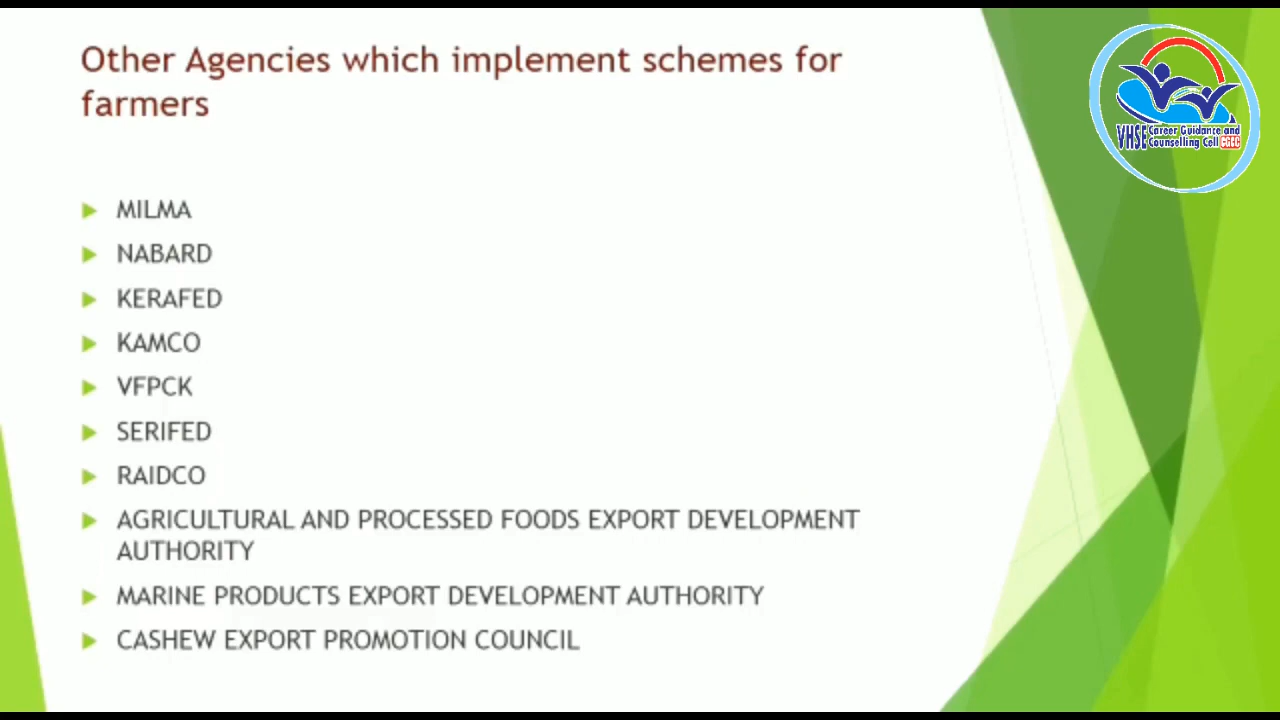 Other Agencies which implement schemes for
farmers
MILMA
NABARD
KERAFED
KAMCO
VFPCK
SERIFED
RAIDCO
AGRICULTURAL AND PROCESSED FOODS EXPORT DEVELOPMENT
AUTHORITY
MARINE PRODUCTS EXPORT DEVELOPMENT AUTHORITY
CASHEW EXPORT PROMOTION COUNCIL
VHSE Career Guidance and
Counselling Cell CGCC